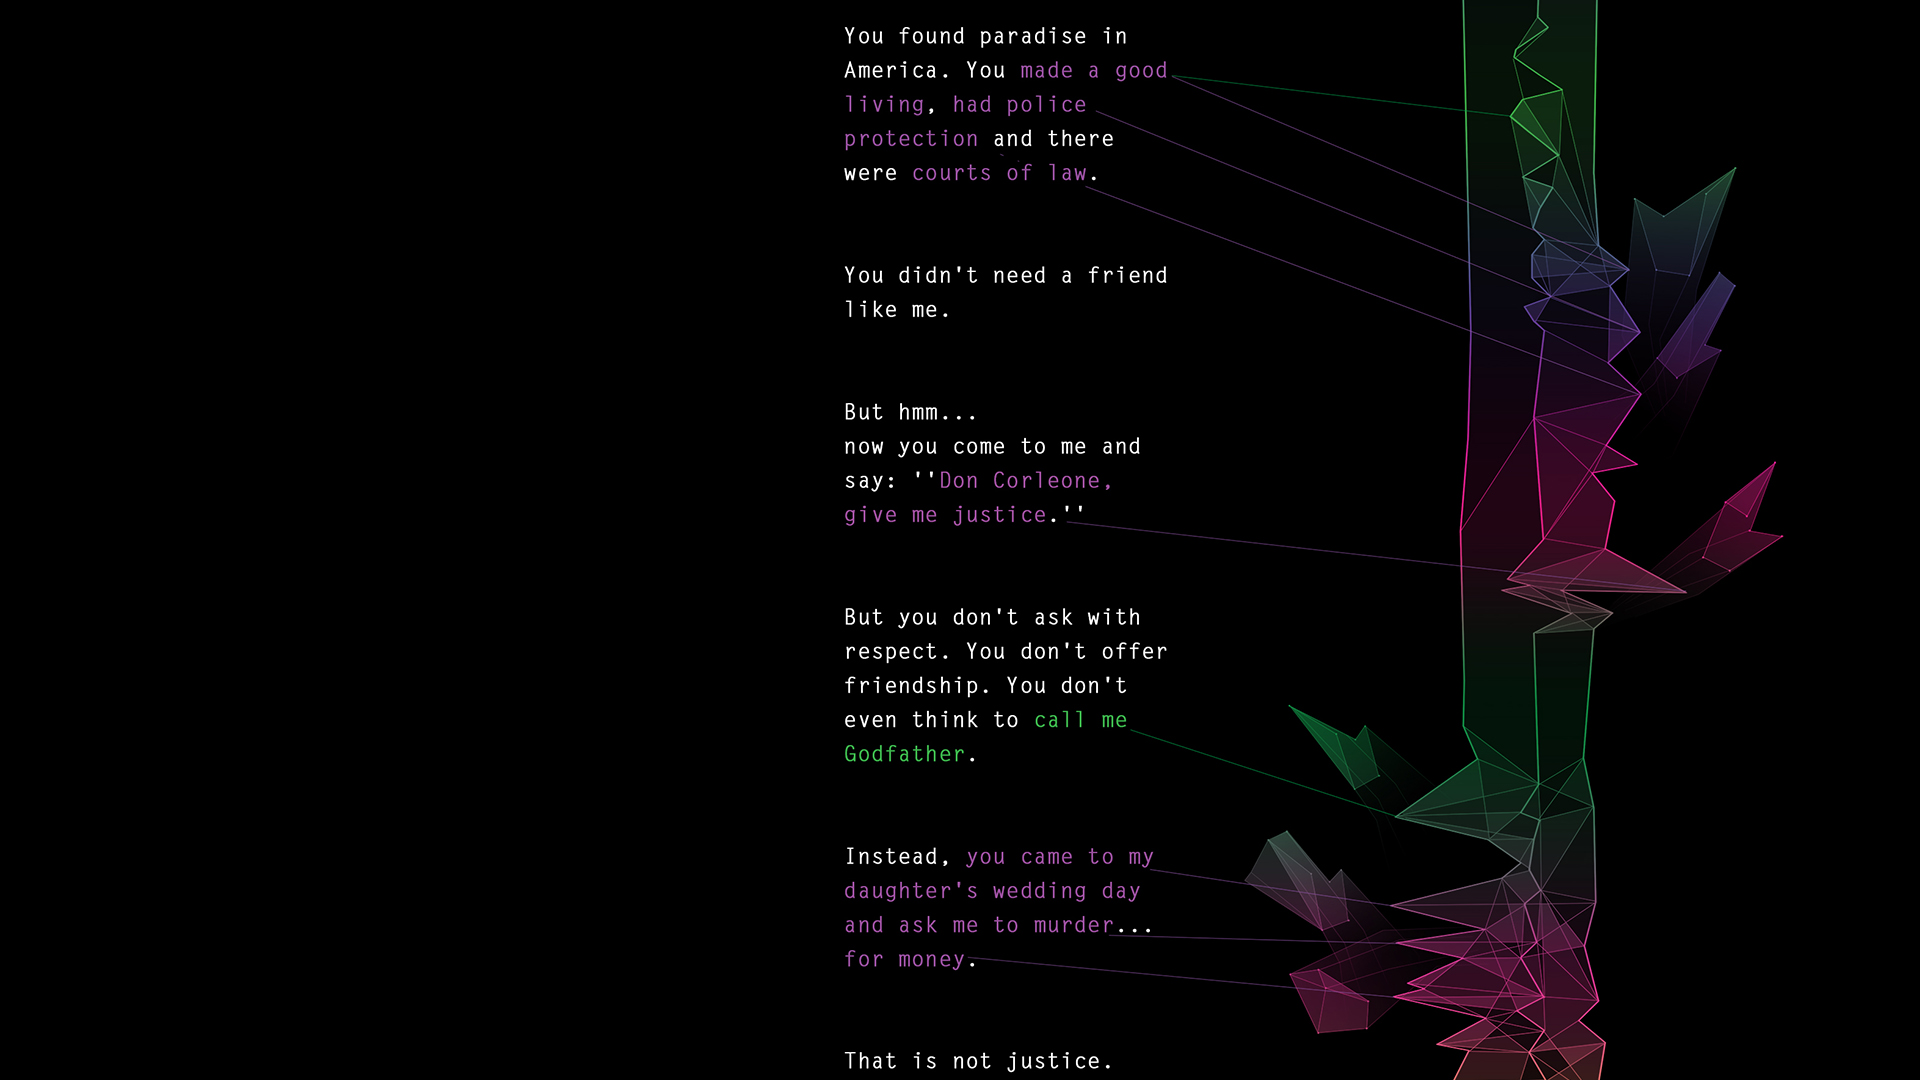 You found paradise in
America. You made a good
living, had police
protection and there
were courts of law.
You didn't need a friend
like me.
But hmm...
now you come to me and
say: ''Don Corleone,
give me justice.''
But you don't ask with
respect. You don't offer
friendship. You don't
even think to call me
Godfather.
Instead, you came to my
daughter's wedding day
and ask me to murder...
for money.
That is not justice.